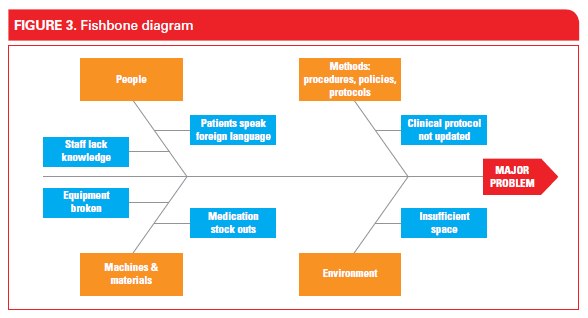 FIGURE 3. Fishbone diagram
People
Methods:
procedures, policies,
protocols
Patients speak
foreign language
Clinical protocol
not updated
Staff lack
knowledge
MAJOR
PROBLEM
Equipment
broken
Medication
stock outs
Insufficient
space
Machines &
materials
Environment